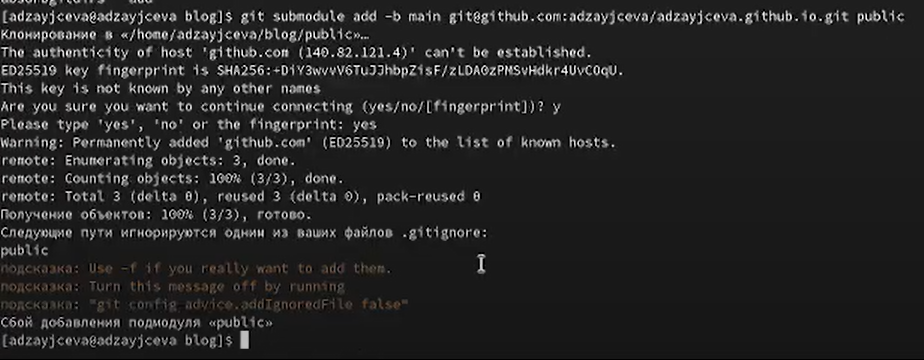 [adzayjceva@adzayjceva blog]$ git submodule add -b main git@github.com:adzayjceva/adzayjceva.github.io.git public
Клонирование в «/home/adzayjceva/blog/public»…
The authenticity of host 'github.com (140.82.121.4)' can't be established.
ED25519 key fingerprint is SHA256:+DiY3wvvV6TuJJhbpZisF/zLDA0zPMSvHdkr4UvCOqU.
This key is not known by any other names
Are you sure you want to continue connecting (yes/no/[fingerprint])? y
Please type 'yes', 'no' or the fingerprint: yes
Warning: Permanently added 'github.com' (ED25519) to the list of known hosts.
remote: Enumerating objects: 3, done.
remote: Counting objects: 100% (3/3), done.
remote: Total 3 (delta 0), reused 3 (delta 0), pack-reused 0
Получение объектов: 100% (3/3), готово.
Следующие пути игнорируются одним из ваших файлов .gitignore:
public
подсказка: Use -f if you really want to add them.
подсказка: Turn this message off by running
подсказка: "git config advice.addIgnoredFile false"
Сбой добавления подмодуля «public»
[adzayjceva@adzayjceva blog]$